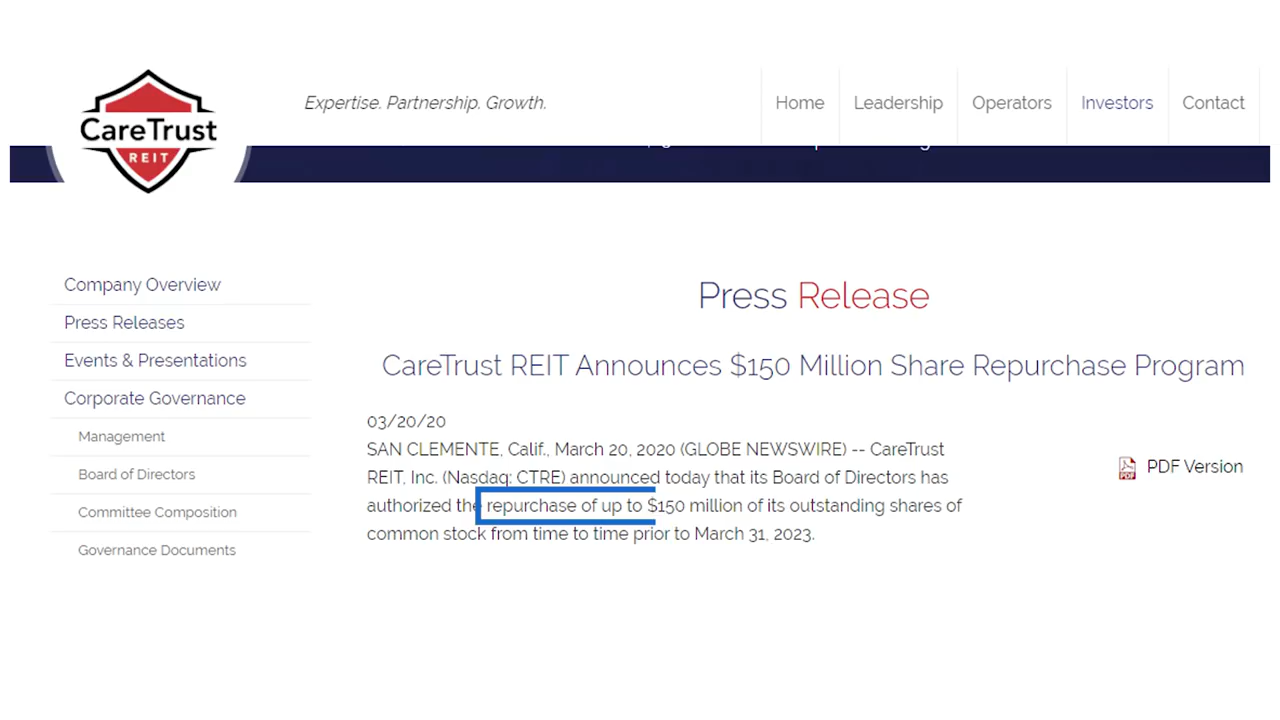 CareTrust
REIT
Expertise. Partnership. Growth.
Home
Leadership
Operators
Investors
Contact
Company Overview
Press Releases
Events & Presentations
Corporate Governance
Management
Board of Directors
Committee Composition
Governance Documents
Press Release
CareTrust REIT Announces $150 Million Share Repurchase Program
03/20/20
SAN CLEMENTE, Calif., March 20, 2020 (GLOBE NEWSWIRE) -- CareTrust
REIT, Inc. (Nasdaq: CTRE) announced today that its Board of Directors has
authorized the repurchase of up to $150 million of its outstanding shares of
common stock from time to time prior to March 31, 2023.
PDF Version